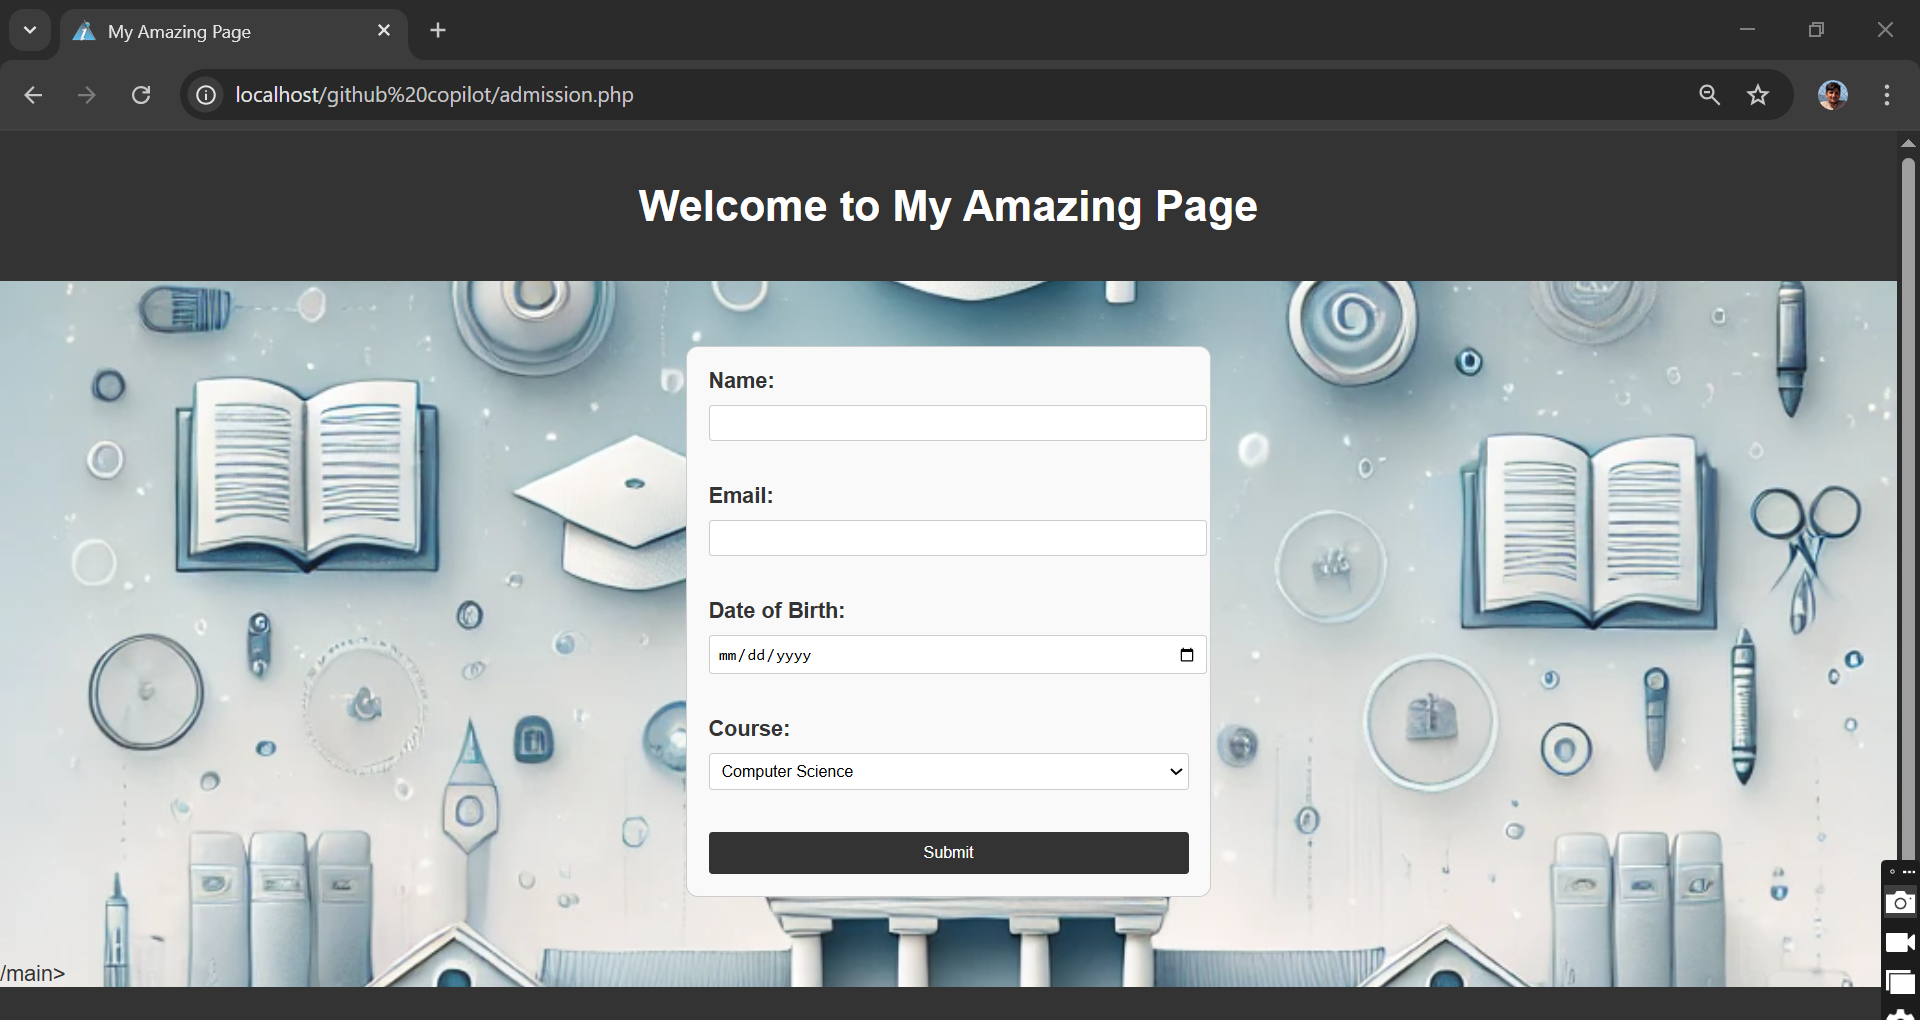 My Amazing Page
localhost/github%20copilot/admission.php
Welcome to My Amazing Page
Name:
Email:
Date of Birth:
mm/dd/yyyy
Course:
Computer Science
Submit
/main>